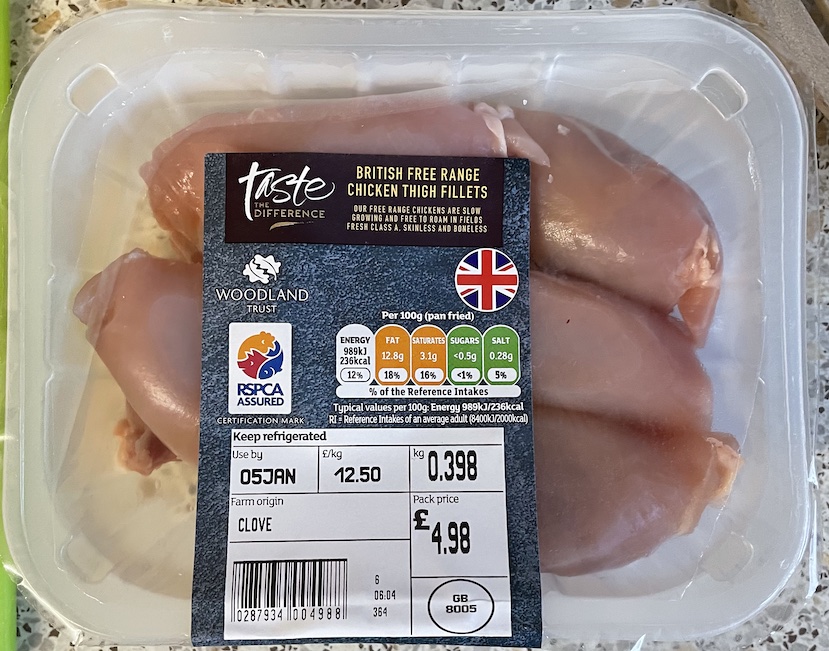 Taste
THE
DIFFERENCE
BRITISH FREE RANGE
CHICKEN THIGH FILLETS
OUR FREE RANGE CHICKENS ARE SLOW
GROWING AND FREE TO ROAM IN FIELDS
FRESH CLASS A. SKINLESS AND BONELESS
WOODLAND
TRUST
RSPCA
ASSURED
CERTIFICATION MARK
Per 100g (pan fried)
ENERGY FAT SATURATES SUGARS SALT
989kJ
236kcal 12.8g 3.1g <0.5g 0.28g
12% 18% 16% <1% 5%
% of the Reference Intakes
Typical values per 100g: Energy 989kJ/236kcal
RI = Reference Intakes of an average adult (8400kJ/2000kcal)
Keep refrigerated
Use by £/kg kg
05JAN 12.50 0.398
Farm origin Pack price
CLOVE £4.98
6
06:04
364
0287934 004988
GB
8005